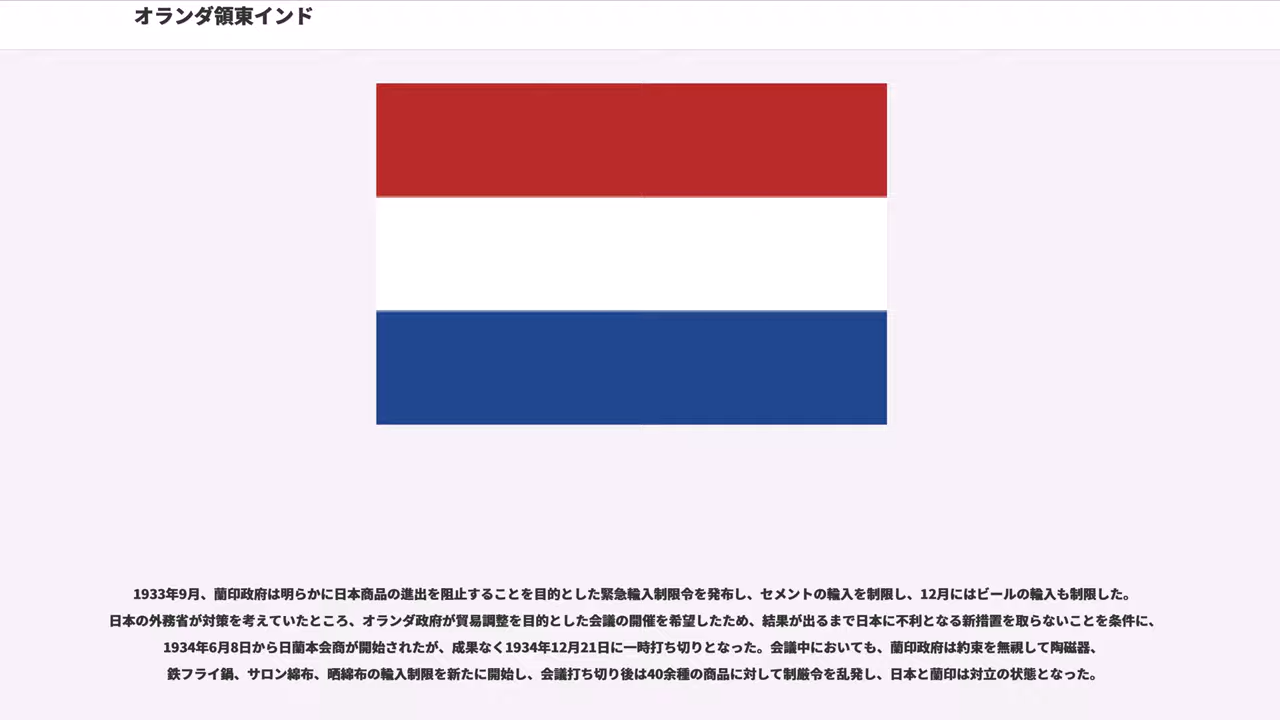 オランダ領東インド
1933年9月、蘭印政府は明らかに日本商品の進出を阻止することを目的とした緊急輸入制限令を発布し、セメントの輸入を制限し、12月にはビールの輸入も制限した。
日本の外務省が対策を考えていたところ、オランダ政府が貿易調整を目的とした会議の開催を希望したため、結果が出るまで日本に不利となる新措置を取らないことを条件に、
1934年6月8日から日蘭本会商が開始されたが、成果なく1934年12月21日に一時打ち切りとなった。会議中においても、蘭印政府は約束を無視して陶磁器、
鉄フライ鍋、サロン綿布、晒綿布の輸入制限を新たに開始し、会議打ち切り後は40余種の商品に対して制厳令を乱発し、日本と蘭印は対立の状態となった。